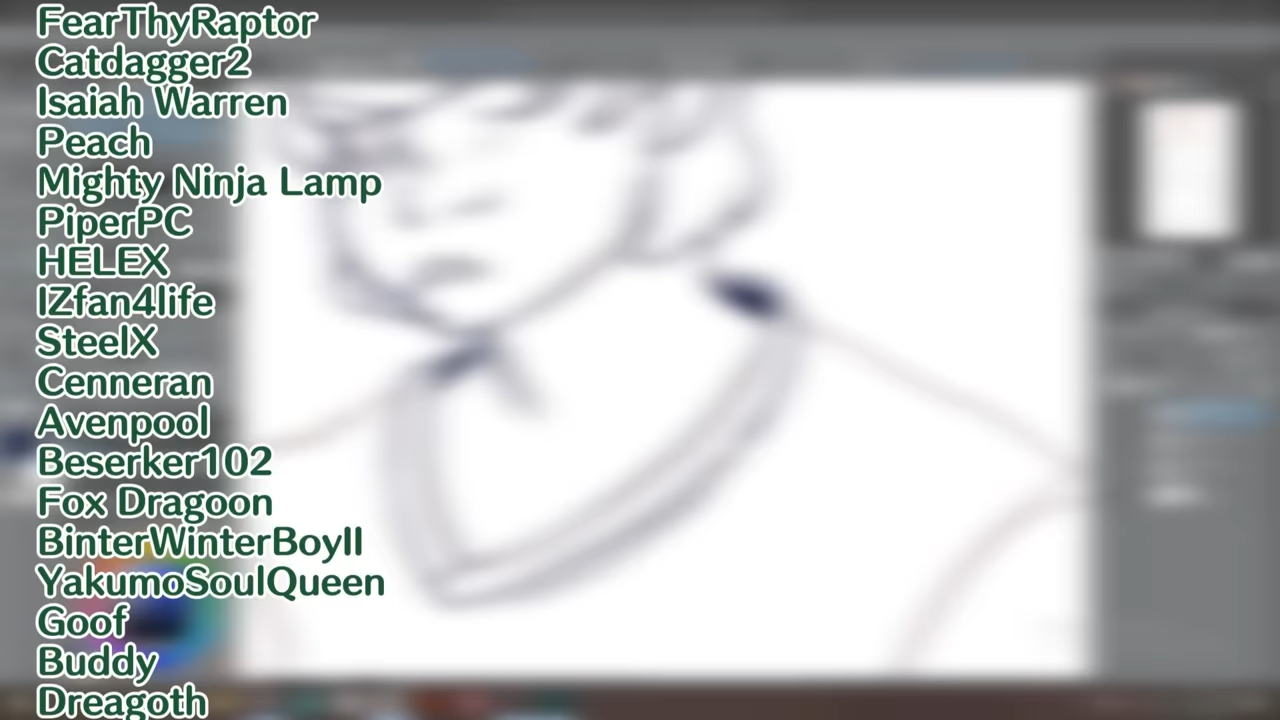 FearThyRaptor
Catdagger2
Isaiah Warren
Peach
Mighty Ninja Lamp
PiperPC
HELEX
IZfan4life
SteelX
Cenneran
Avenpool
Beserker102
Fox Dragoon
BinterWinterBoyII
YakumoSoulQueen
Goof
Buddy
Dreagoth